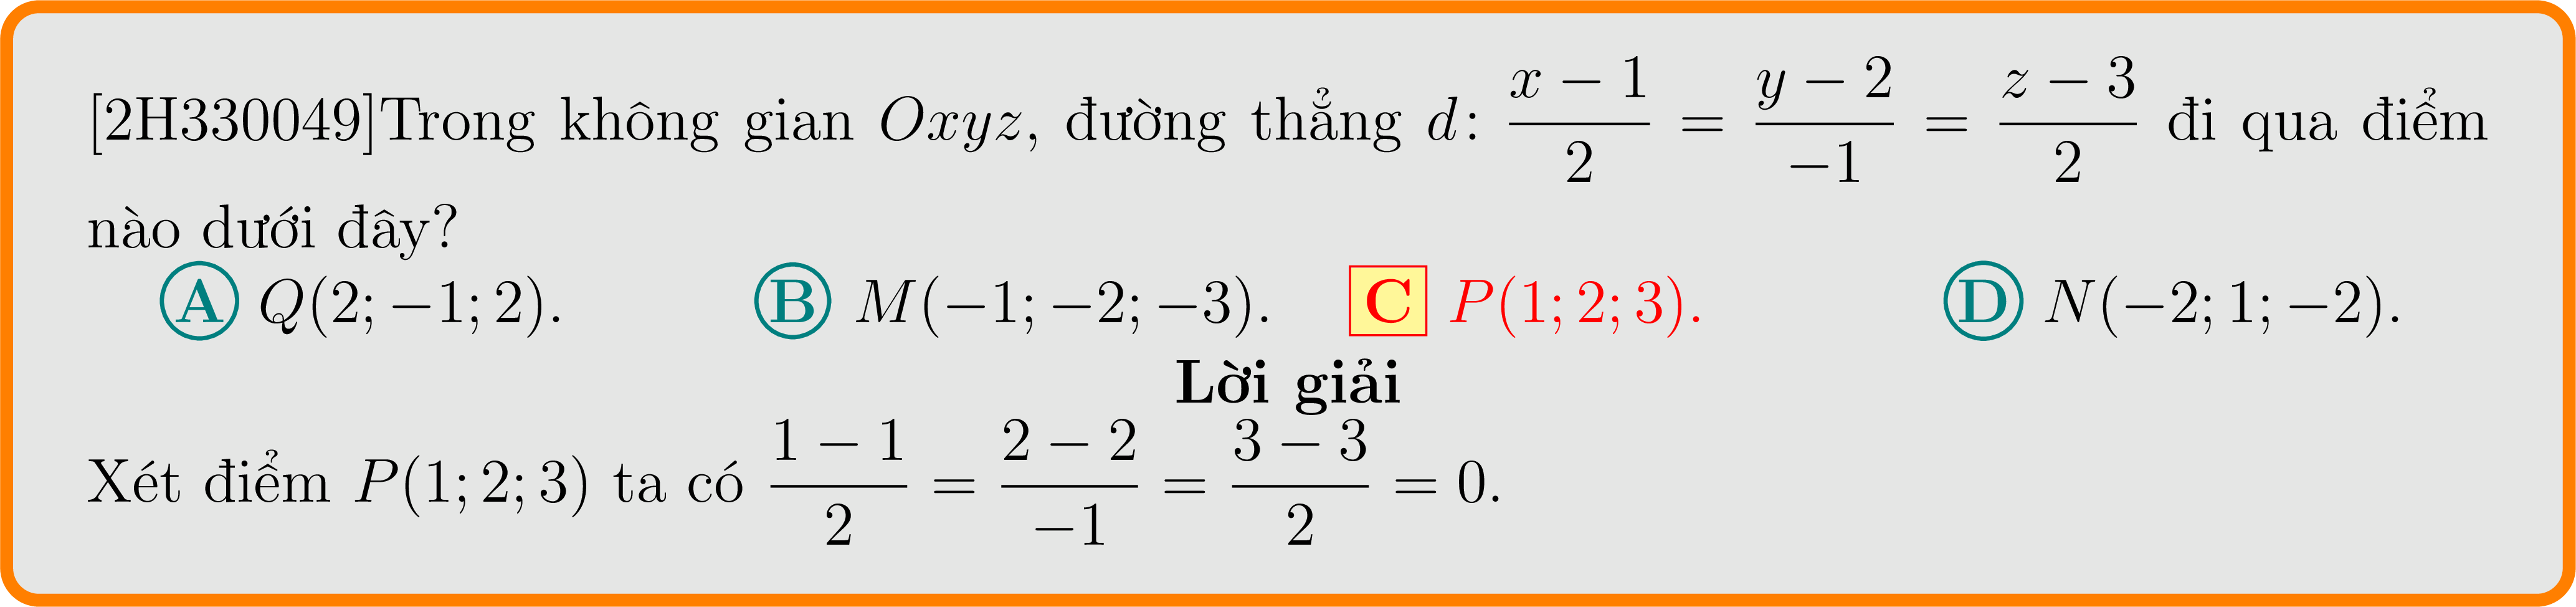 [2H330049]Trong không gian Oxyz, đường thẳng d: \frac{x − 1}{2} = \frac{y − 2}{−1} = \frac{z − 3}{2} đi qua điểm
nào dưới đây?
A Q(2; −1; 2). B M(−1; −2; −3). C P(1; 2; 3). D N(−2; 1; −2).
Lời giải
Xét điểm P(1; 2; 3) ta có \frac{1 − 1}{2} = \frac{2 − 2}{−1} = \frac{3 − 3}{2} = 0.